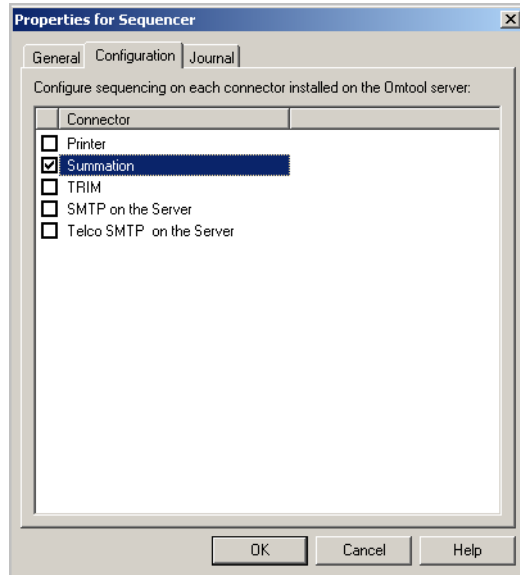 Properties for Sequencer
General Configuration Journal
Configure sequencing on each connector installed on the Omtool server:
Connector
Printer
Summation
TRIM
SMTP on the Server
Telco SMTP on the Server
OK Cancel Help